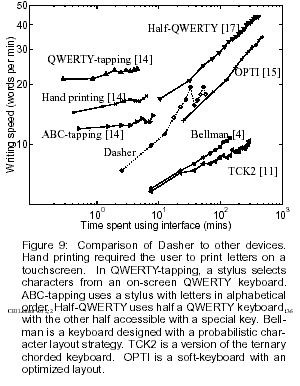 50
40
30
20
10
Writing speed (words per min)
Half-QWERTY [17]
QWERTY-tapping [14]
OPTI [15]
Hand printing [14]
ABC-tapping [14]
Bellman [4]
Dasher
TCK2 [11]
10^0
10^1
10^2
10^3
Time spent using interface (mins)
Figure 9: Comparison of Dasher to other devices.
Hand printing required the user to print letters on a
touchscreen. In QWERTY-tapping, a stylus selects
characters from an on-screen QWERTY keyboard.
ABC-tapping uses a stylus with letters in alphabetical
order. Half-QWERTY uses half a QWERTY keyboard
with the other half accessible with a special key. Bell-
man is a keyboard designed with a probabilistic char-
acter layout strategy. TCK2 is a version of the ternary
chorded keyboard. OPTI is a soft-keyboard with an
optimized layout.